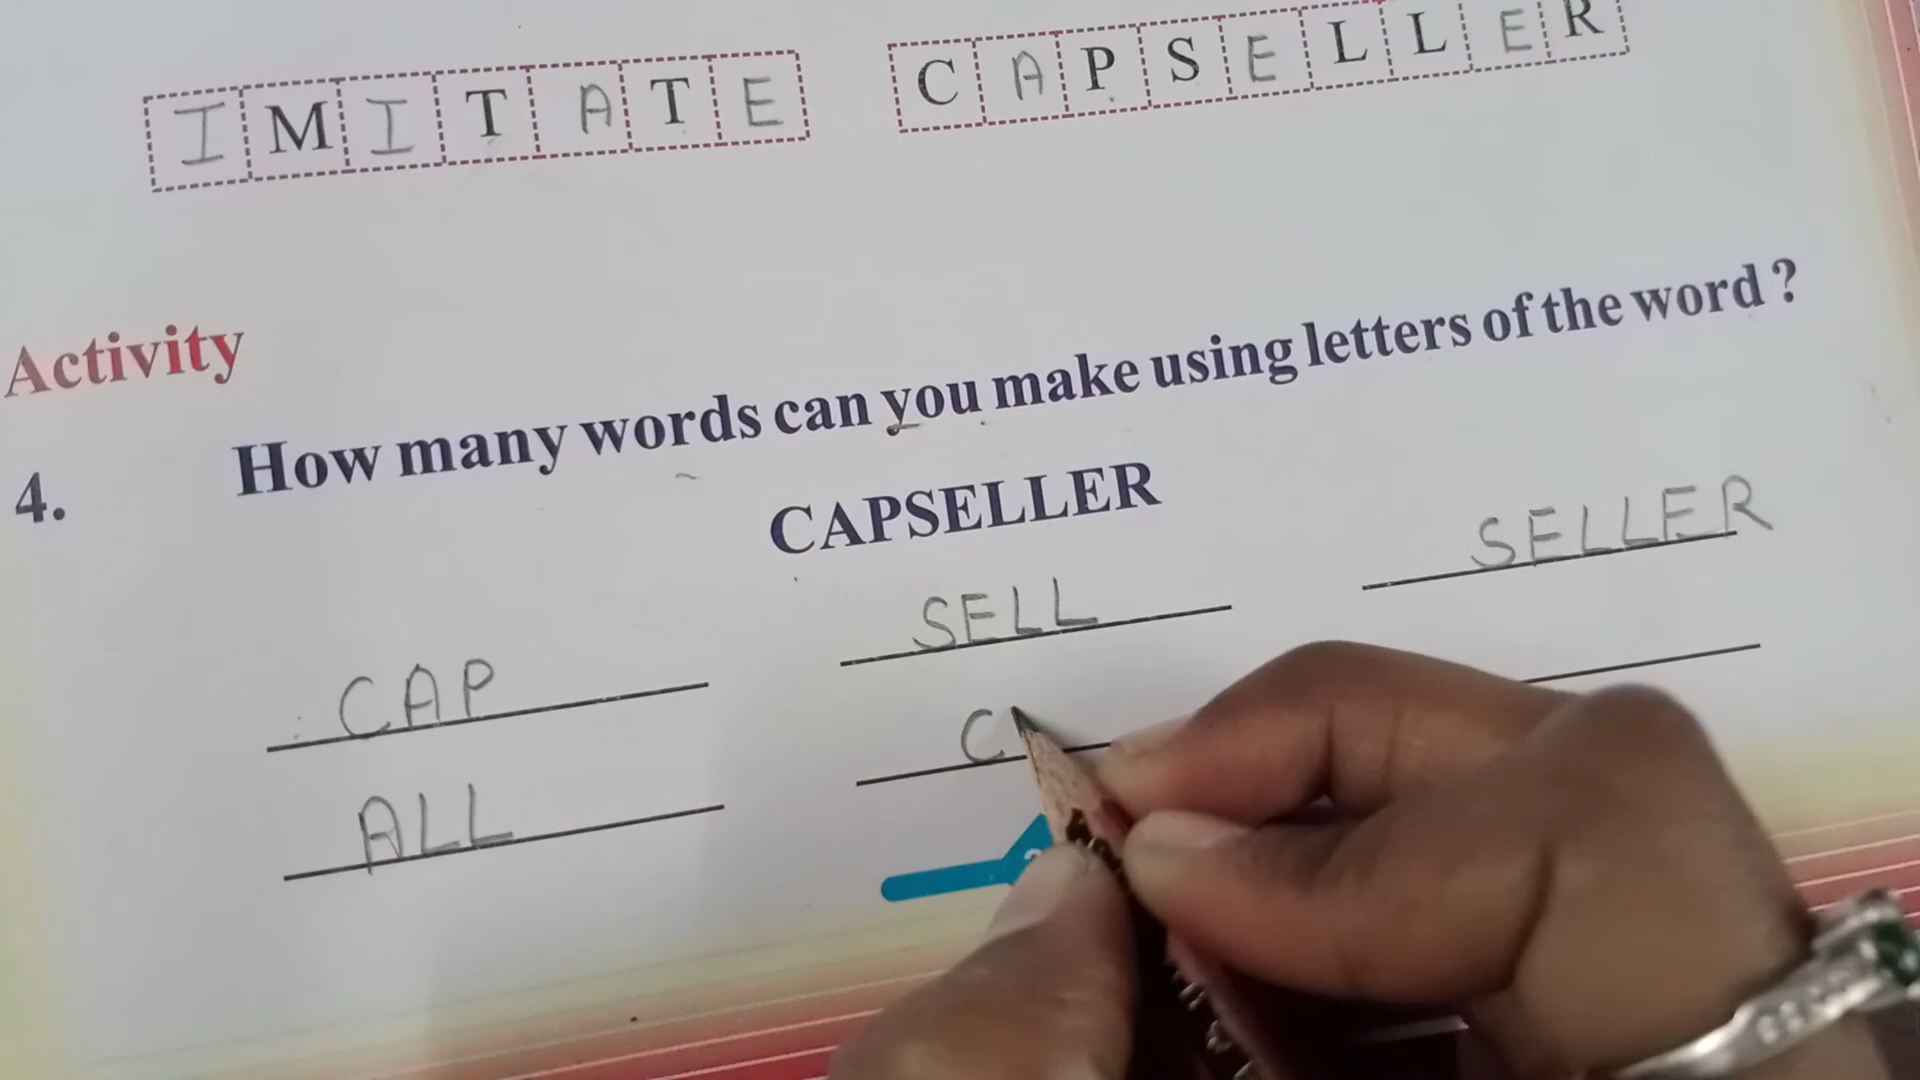 IMITATE CAPSELLER
Activity
4. How many words can you make using letters of the word ?
CAPSELLER
CAP SELL SELLER
ALL C